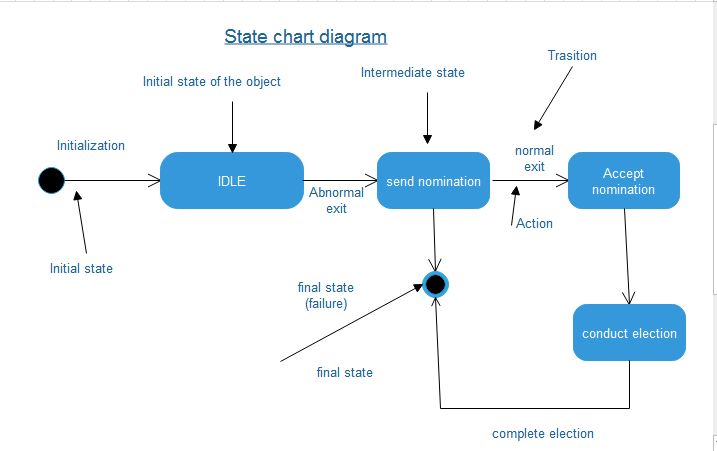 State chart diagram
Trasition
Intermediate state
Initial state of the object
Initialization
normal
exit
IDLE
send nomination
Accept
nomination
Abnormal
exit
Action
Initial state
final state
(failure)
conduct election
final state
complete election